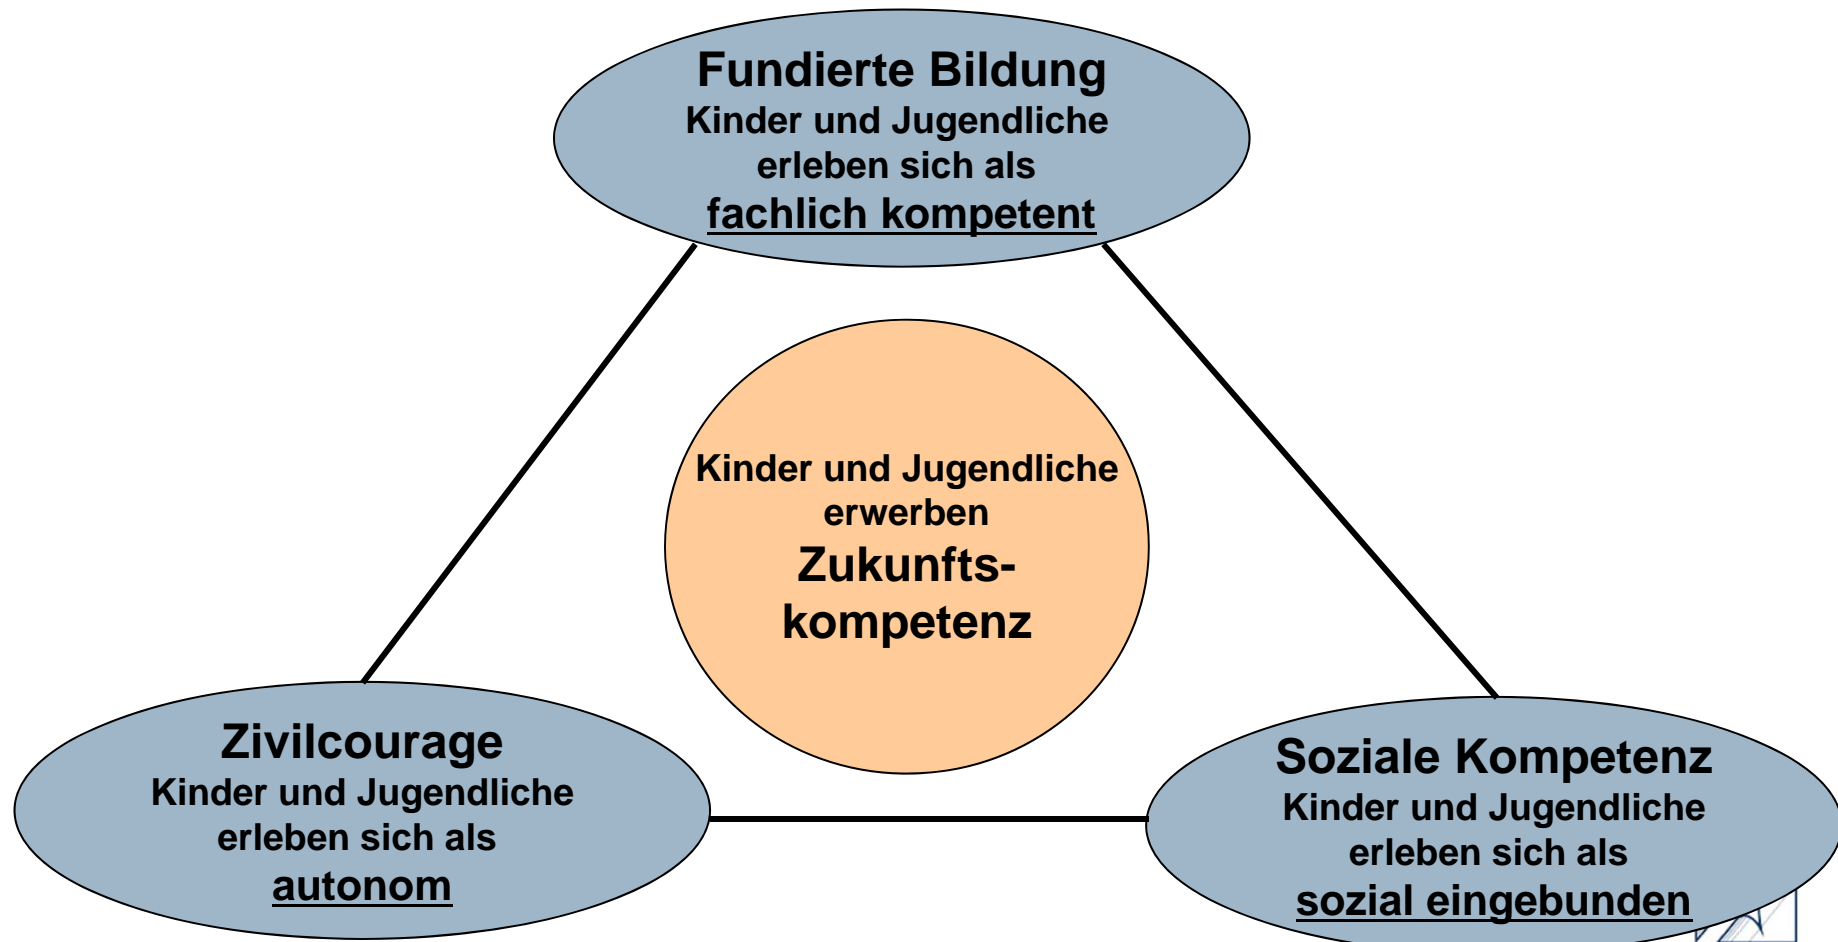 Fundierte Bildung
Kinder und Jugendliche
erleben sich als
fachlich kompetent
Kinder und Jugendliche
erwerben
Zukunfts-
kompetenz
Zivilcourage
Kinder und Jugendliche
erleben sich als
autonom
Soziale Kompetenz
Kinder und Jugendliche
erleben sich als
sozial eingebunden